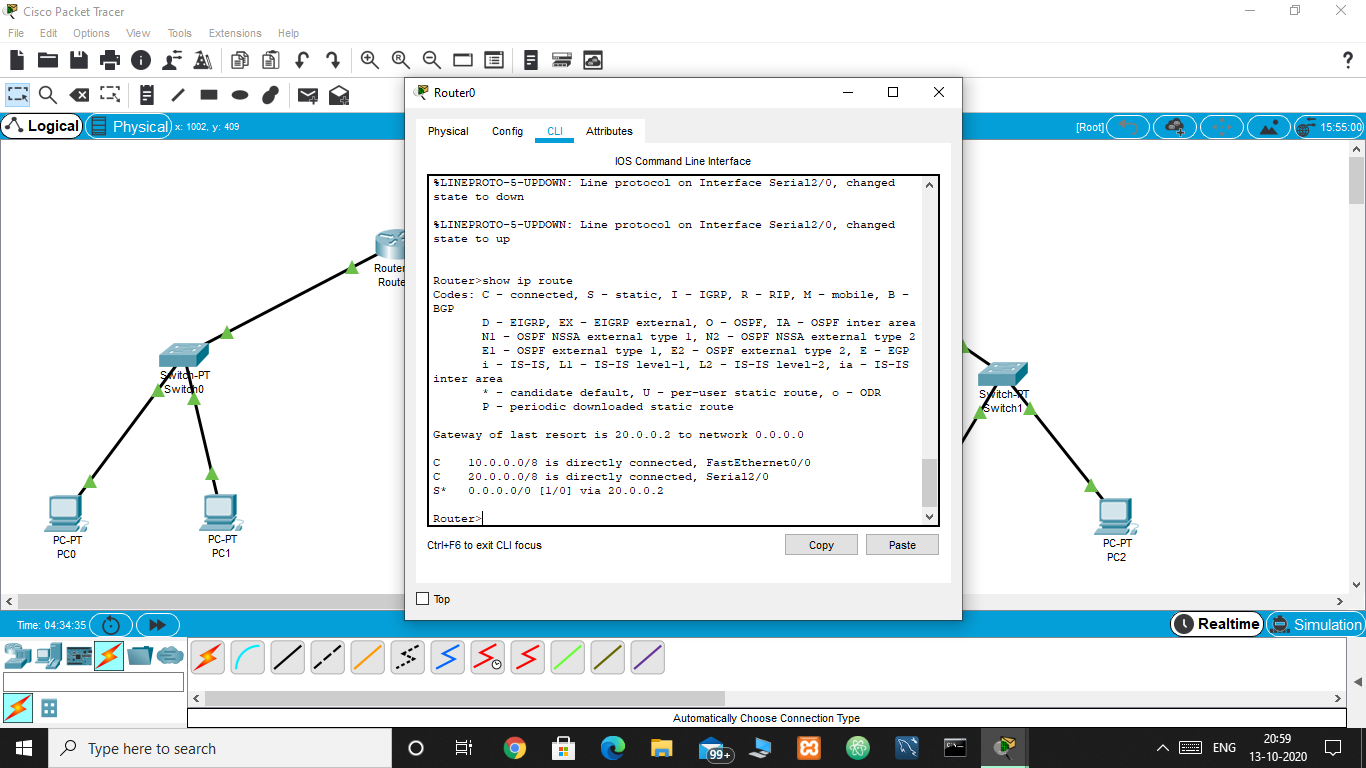 Cisco Packet Tracer
File Edit Options View Tools Extensions Help
Logical Physical x: 1002, y: 409 [Root] 15:55:00
Router0
Physical Config CLI Attributes
IOS Command Line Interface
%LINEPROTO-5-UPDOWN: Line protocol on Interface Serial2/0, changed
state to down
%LINEPROTO-5-UPDOWN: Line protocol on Interface Serial2/0, changed
state to up
Router>show ip route
Codes: C - connected, S - static, I - IGRP, R - RIP, M - mobile, B -
BGP
D - EIGRP, EX - EIGRP external, O - OSPF, IA - OSPF inter area
N1 - OSPF NSSA external type 1, N2 - OSPF NSSA external type 2
E1 - OSPF external type 1, E2 - OSPF external type 2, E - EGP
i - IS-IS, L1 - IS-IS level-1, L2 - IS-IS level-2, ia - IS-IS
inter area
* - candidate default, U - per-user static route, o - ODR
P - periodic downloaded static route
Gateway of last resort is 20.0.0.2 to network 0.0.0.0
C 10.0.0.0/8 is directly connected, FastEthernet0/0
C 20.0.0.0/8 is directly connected, Serial2/0
S* 0.0.0.0/0 [1/0] via 20.0.0.2
Router>
Ctrl+F6 to exit CLI focus
Copy Paste
Top
Router
Route
Switch-PT
Switch0
PC-PT
PC0
PC-PT
PC1
Switch-PT
Switch1
PC-PT
PC2
Time: 04:34:35
Realtime Simulation
Automatically Choose Connection Type
Type here to search
99+
ENG
20:59
13-10-2020